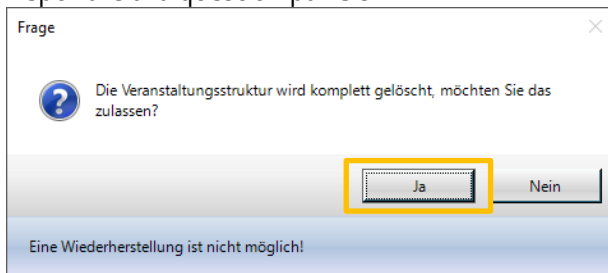 Frage
Die Veranstaltungsstruktur wird komplett gelöscht, möchten Sie das
zulassen?
Ja
Nein
Eine Wiederherstellung ist nicht möglich!